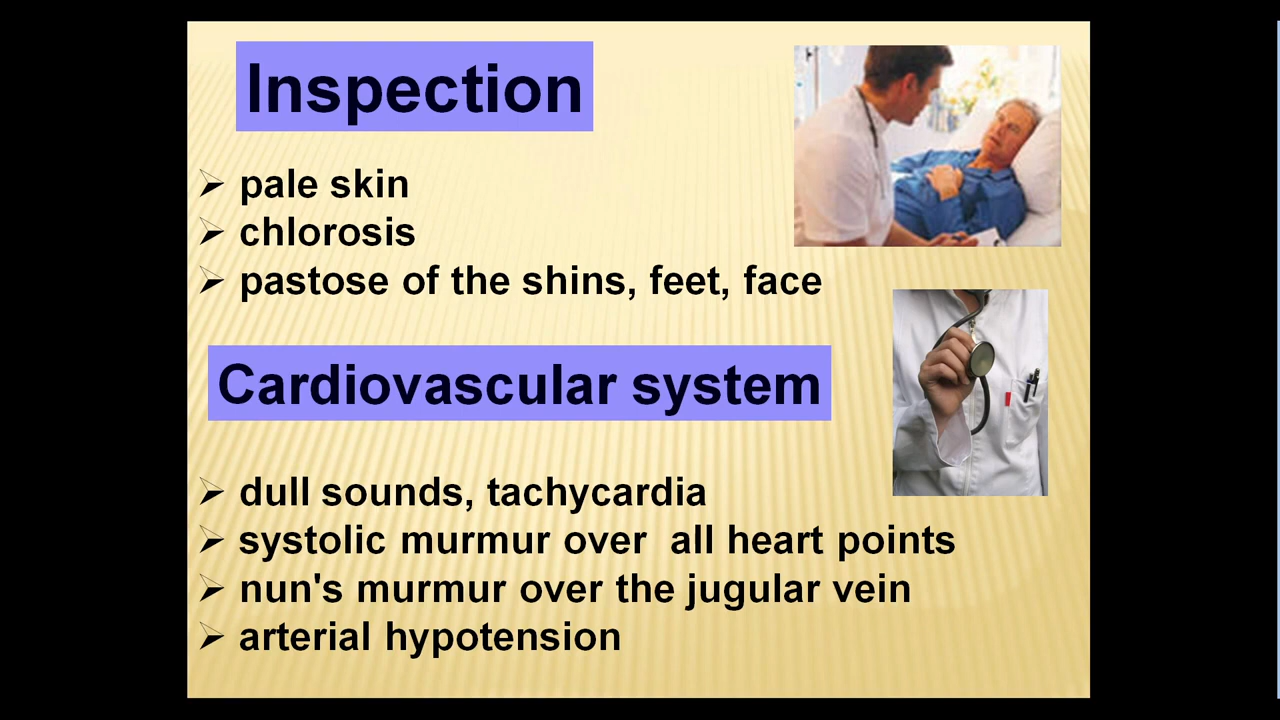 Inspection
pale skin
chlorosis
pastose of the shins, feet, face
Cardiovascular system
dull sounds, tachycardia
systolic murmur over all heart points
nun's murmur over the jugular vein
arterial hypotension